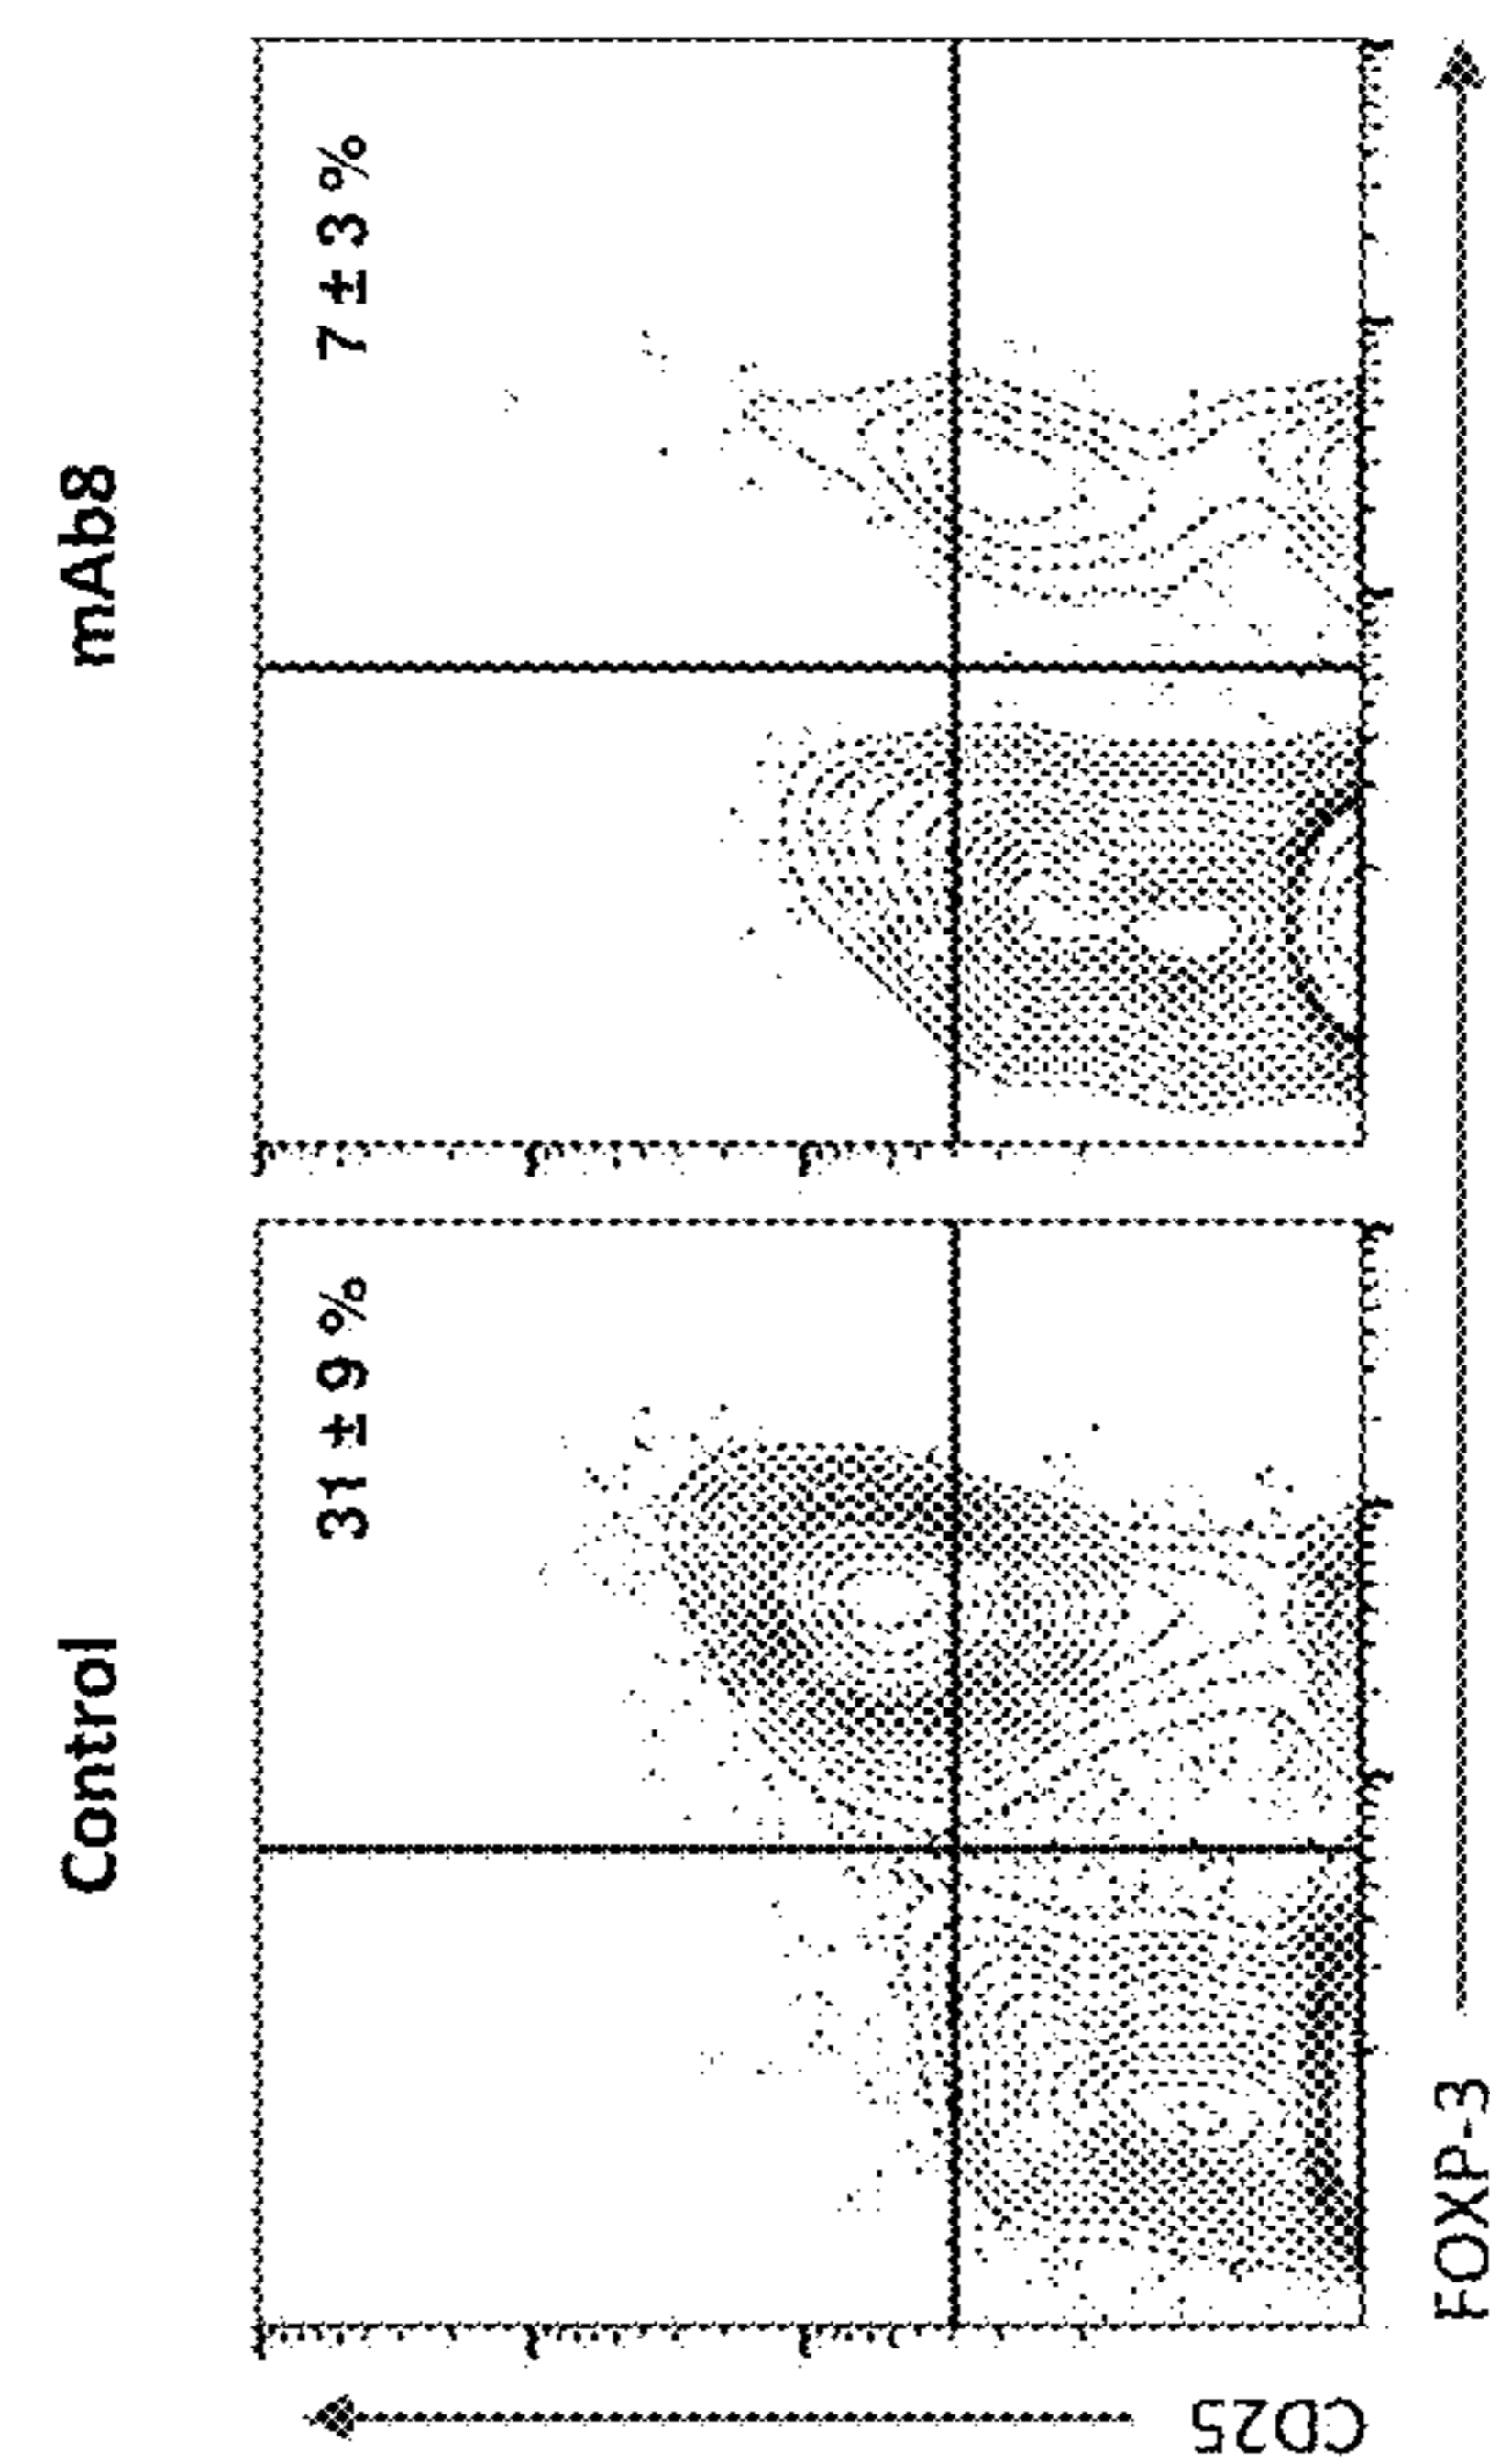 Control
mAb8
31 ± 9 %
7 ± 3 %
CD25
FOXP-3